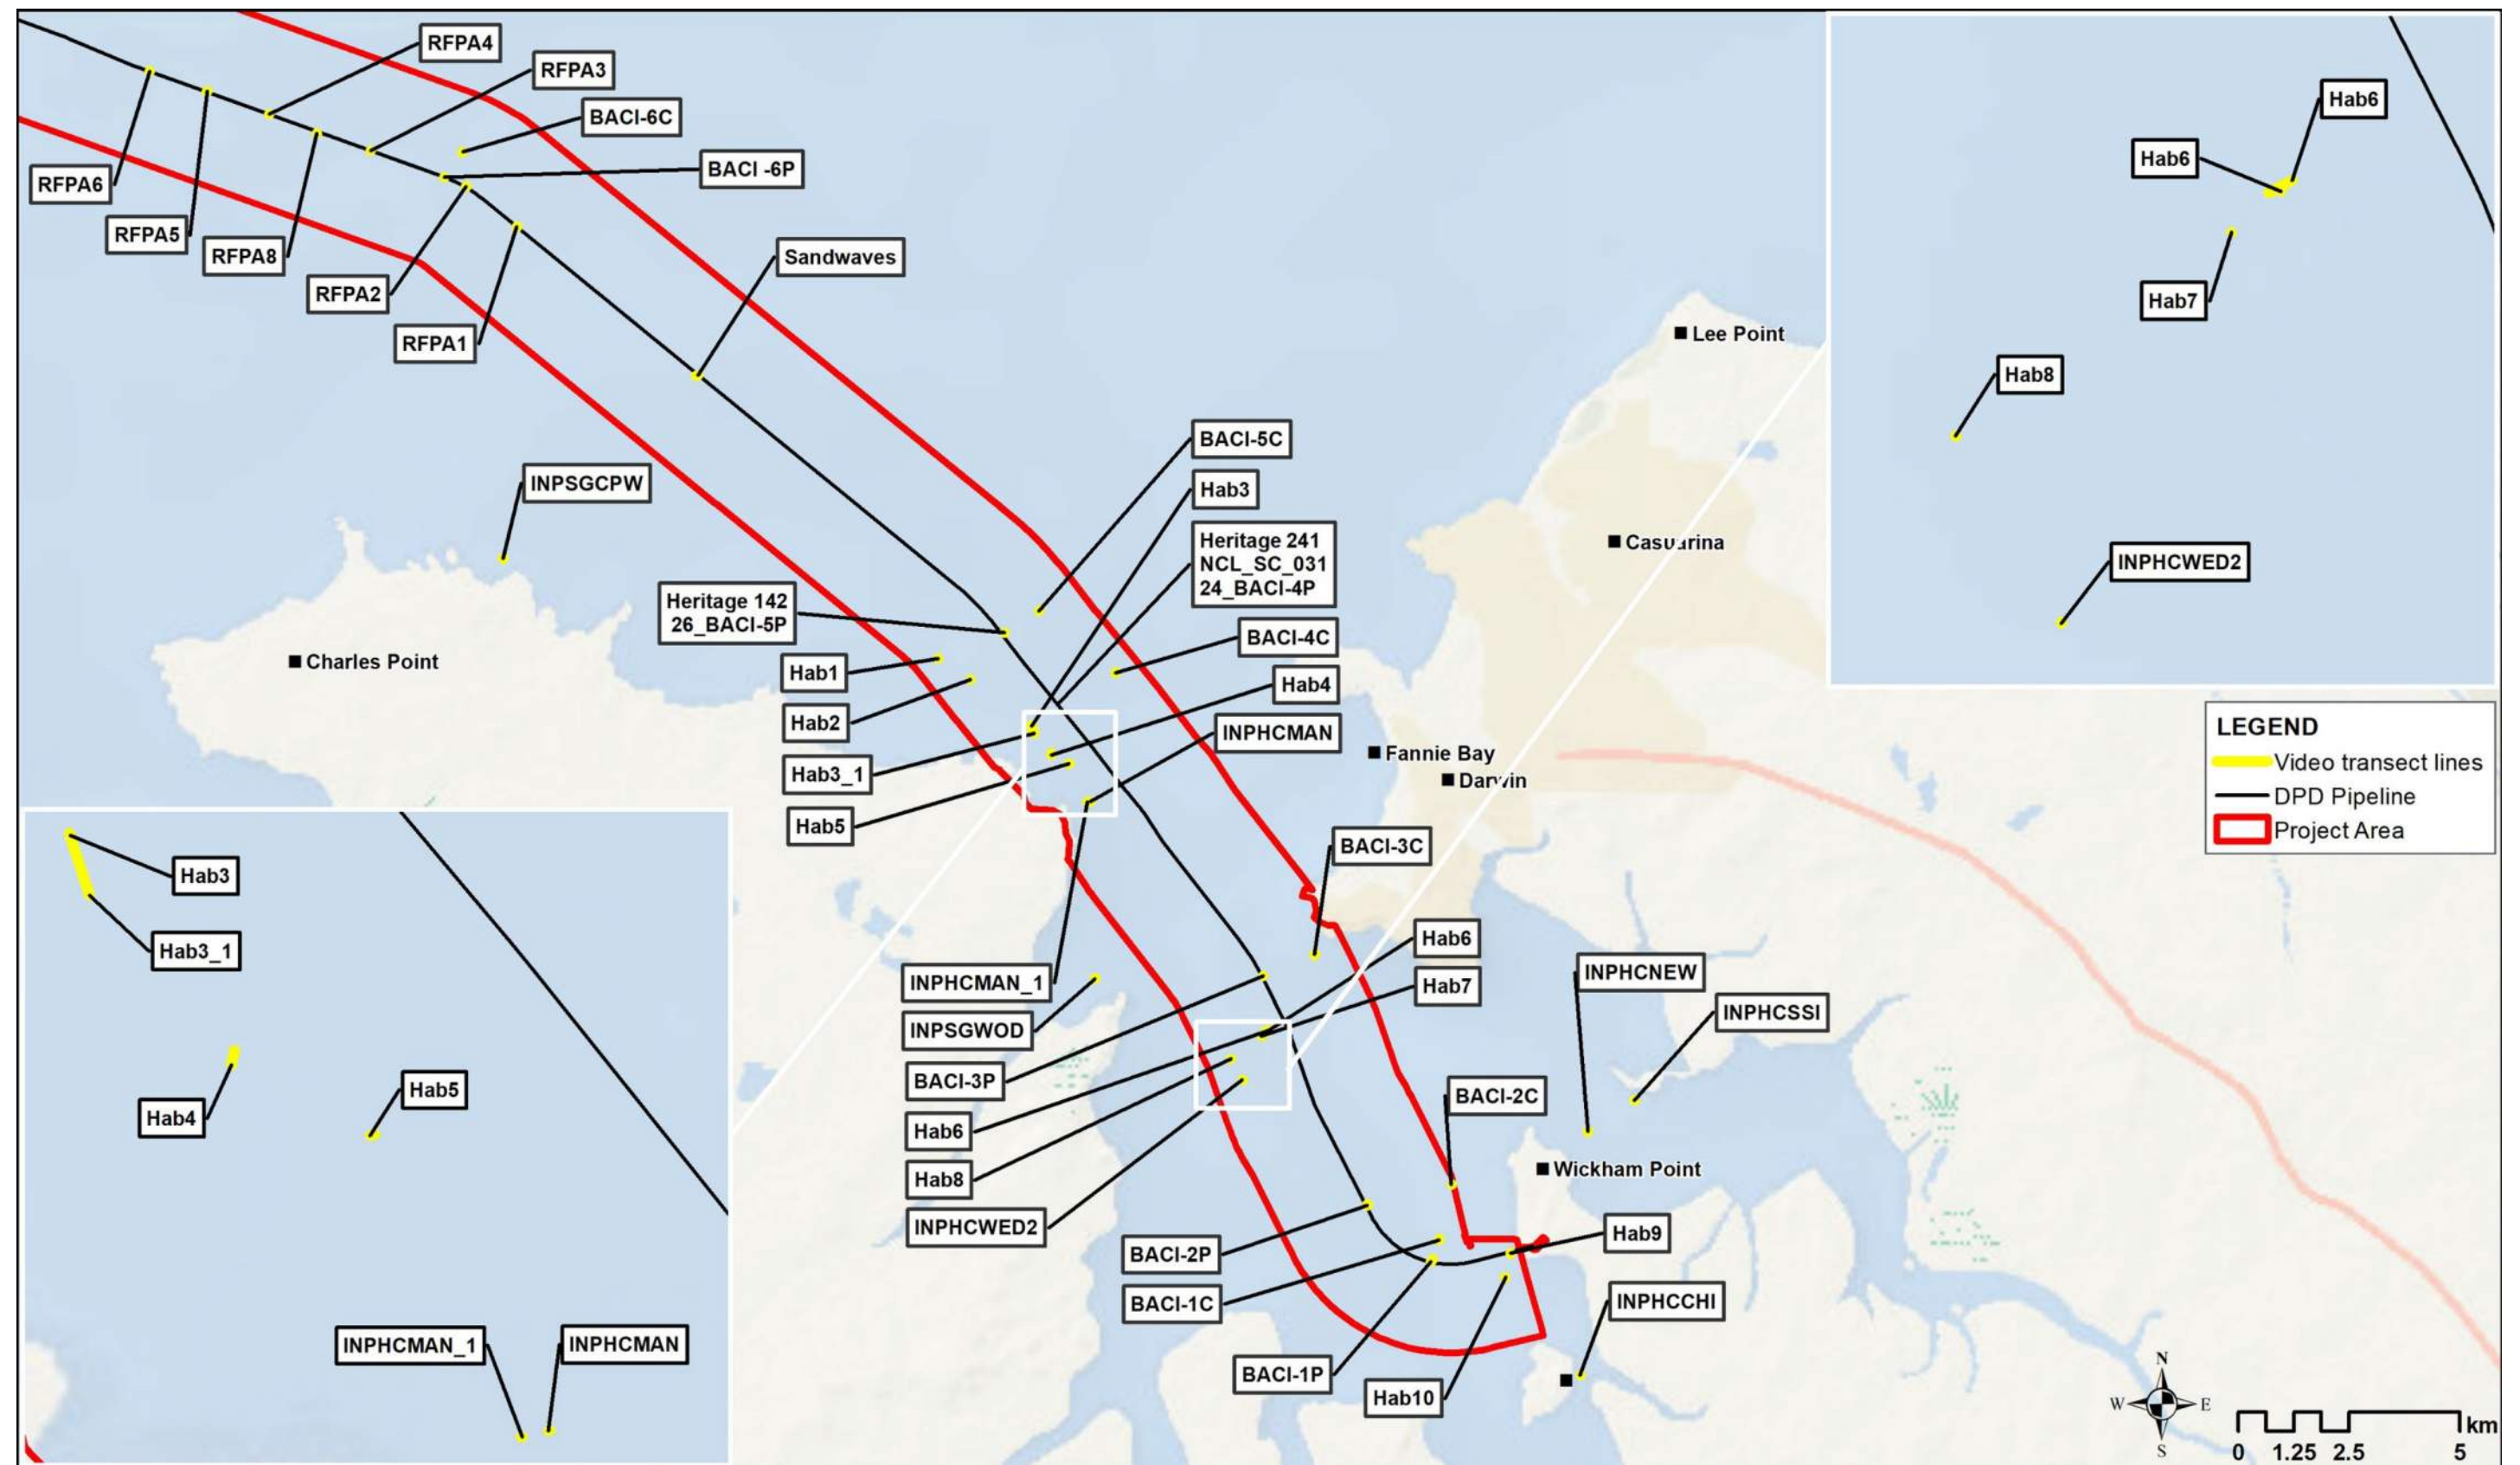 RFPA4
RFPA3
BACI-6C
BACI -6P
RFPA6
RFPA5
RFPA8
RFPA2
RFPA1
Sandwaves
INPSGCPW
BACI-5C
Hab3
Heritage 241
NCL_SC_031
24_BACI-4P
Heritage 142
26_BACI-5P
BACI-4C
Hab1
Hab4
Hab2
INPHCMAN
Hab3_1
Hab5
Lee Point
Casuarina
Charles Point
Fannie Bay
Darwin
BACI-3C
Hab6
Hab7
INPHCMAN_1
INPSGWOD
BACI-3P
Hab6
Hab8
INPHCWED2
INPHCNEW
INPHCSSI
BACI-2C
Wickham Point
BACI-2P
Hab9
BACI-1C
INPHCCHI
BACI-1P
Hab10
Hab6
Hab6
Hab7
Hab8
INPHCWED2
LEGEND
Video transect lines
DPD Pipeline
Project Area
Hab3
Hab3_1
Hab4
Hab5
INPHCMAN_1
INPHCMAN
N
W E
S
km
0 1.25 2.5 5